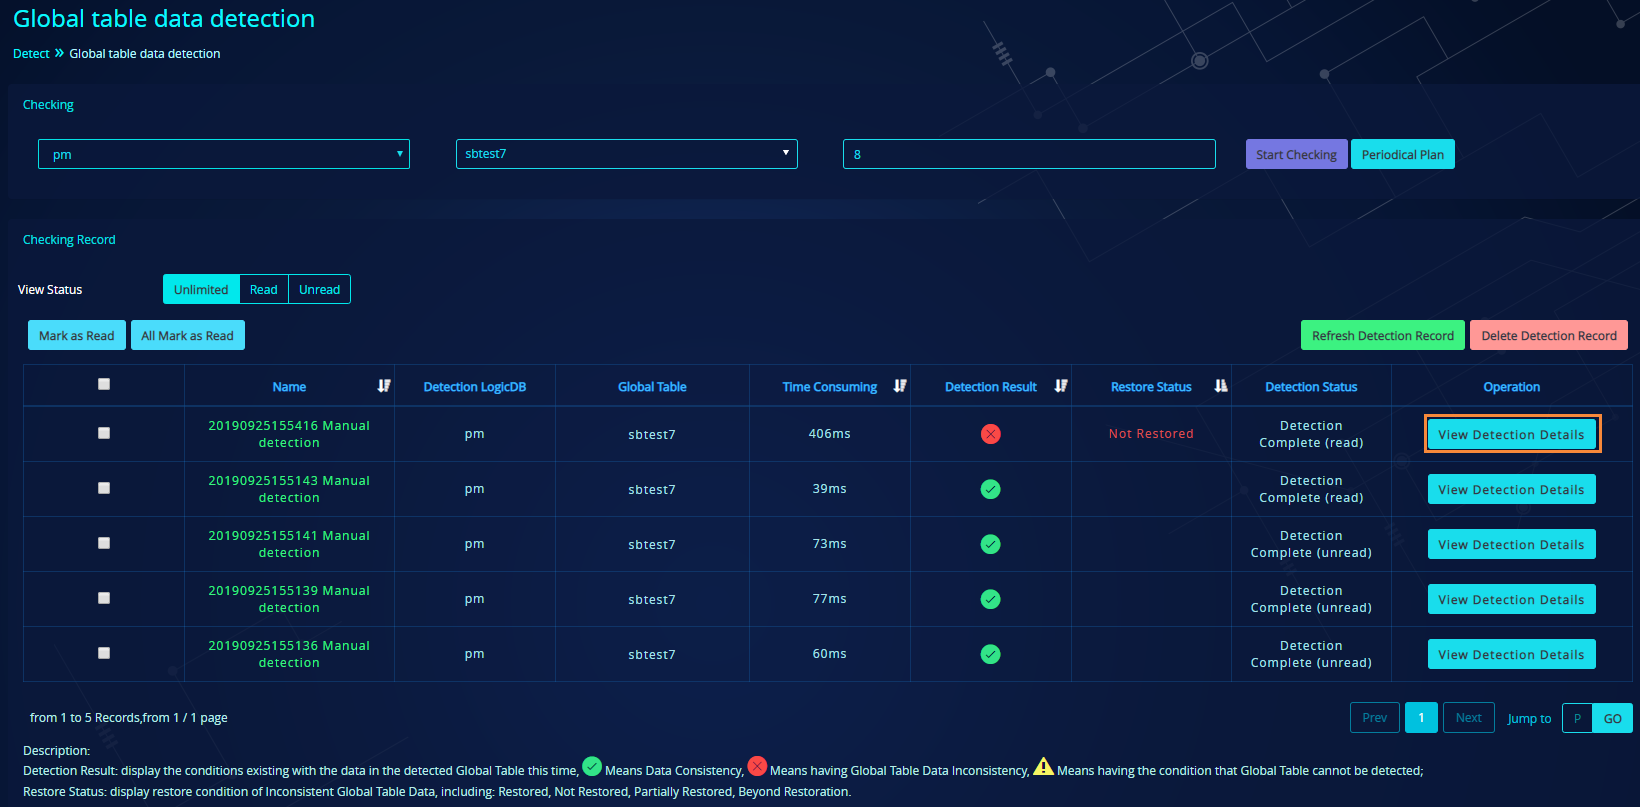 Global table data detection
Detect » Global table data detection
Checking
pm sbtest7 8 Start Checking Periodical Plan
Checking Record
View Status Unlimited Read Unread
Mark as Read All Mark as Read Refresh Detection Record Delete Detection Record
Name Detection LogicDB Global Table Time Consuming Detection Result Restore Status Detection Status Operation
20190925155416 Manual detection pm sbtest7 406ms Not Restored Detection Complete (read) View Detection Details
20190925155143 Manual detection pm sbtest7 39ms Detection Complete (read) View Detection Details
20190925155141 Manual detection pm sbtest7 73ms Detection Complete (unread) View Detection Details
20190925155139 Manual detection pm sbtest7 77ms Detection Complete (unread) View Detection Details
20190925155136 Manual detection pm sbtest7 60ms Detection Complete (unread) View Detection Details
from 1 to 5 Records,from 1 / 1 page Prev 1 Next Jump to P GO
Description:
Detection Result: display the conditions existing with the data in the detected Global Table this time, Means Data Consistency, Means having Global Table Data Inconsistency, Means having the condition that Global Table cannot be detected;
Restore Status: display restore condition of Inconsistent Global Table Data, including: Restored, Not Restored, Partially Restored, Beyond Restoration.